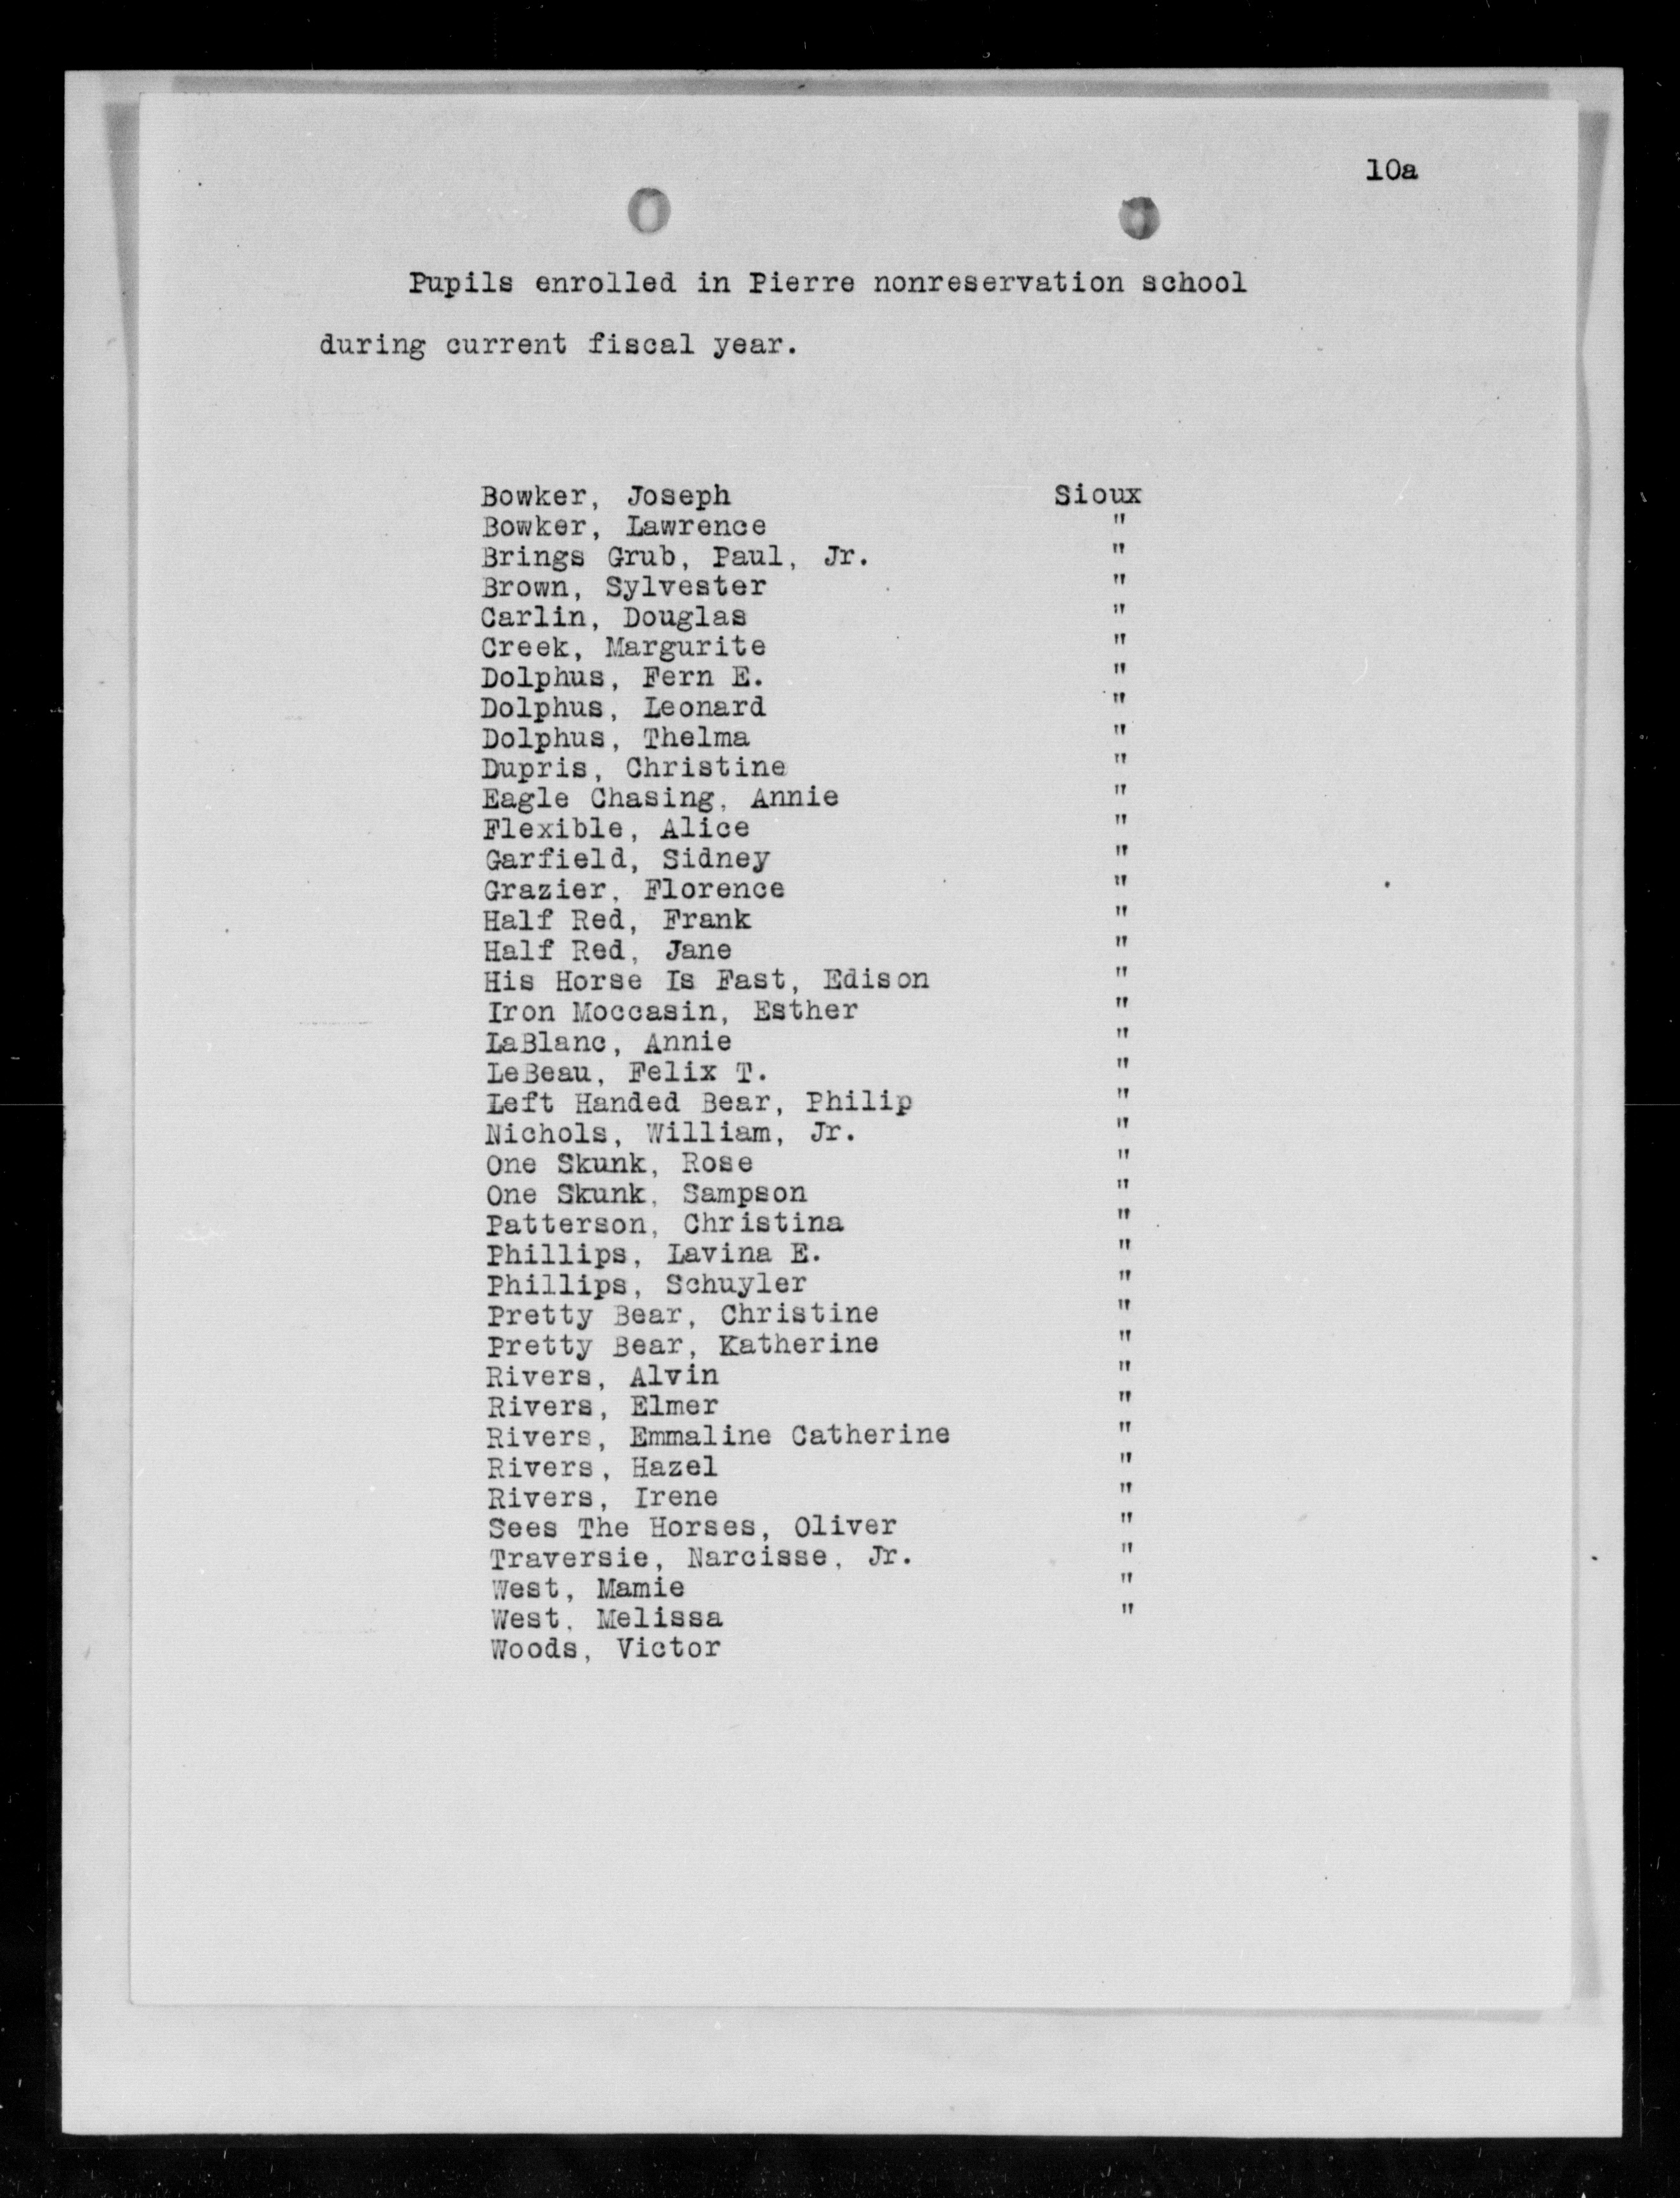 10a
Pupils enrolled in Pierre nonreservation school
during current fiscal year.
Bowker, Joseph Sioux
Bowker, Lawrence "
Brings Grub, Paul, Jr. "
Brown, Sylvester "
Carlin, Douglas "
Creek, Margurite "
Dolphus, Fern E. "
Dolphus, Leonard "
Dolphus, Thelma "
Dupris, Christine "
Eagle Chasing, Annie "
Flexible, Alice "
Garfield, Sidney "
Grazier, Florence "
Half Red, Frank "
Half Red, Jane "
His Horse Is Fast, Edison "
Iron Moccasin, Esther "
LaBlanc, Annie "
LeBeau, Felix T. "
Left Handed Bear, Philip "
Nichols, William, Jr. "
One Skunk, Rose "
One Skunk, Sampson "
Patterson, Christina "
Phillips, Lavina E. "
Phillips, Schuyler "
Pretty Bear, Christine "
Pretty Bear, Katherine "
Rivers, Alvin "
Rivers, Elmer "
Rivers, Emmaline Catherine "
Rivers, Hazel "
Rivers, Irene "
Sees The Horses, Oliver "
Traversie, Narcisse, Jr. "
West, Mamie "
West, Melissa "
Woods, Victor